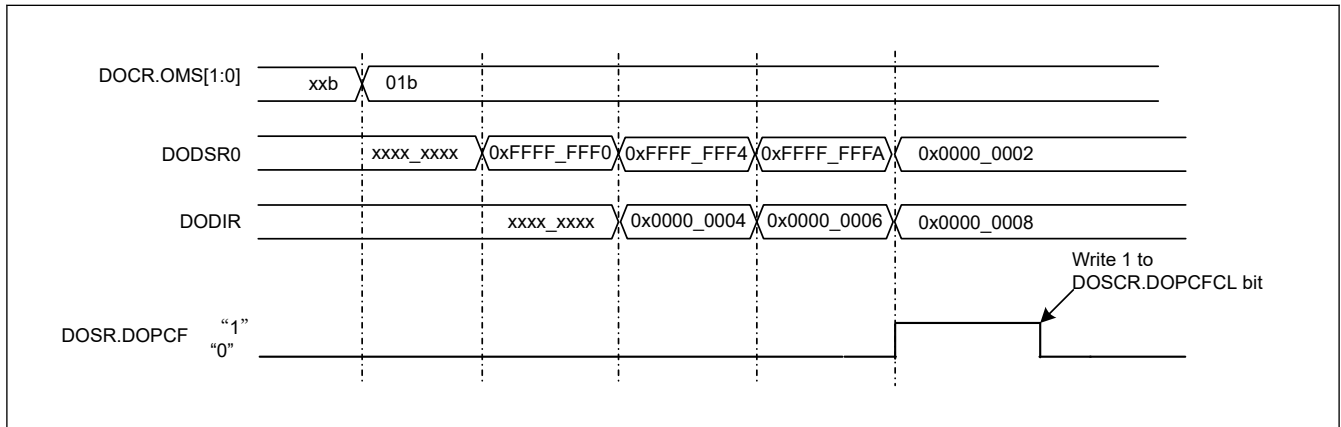 DOCR.OMS[1:0] xxb 01b
DODSR0 xxxx_xxxx 0xFFFF_FFF0 0xFFFF_FFF4 0xFFFF_FFFA 0x0000_0002
DODIR xxxx_xxxx 0x0000_0004 0x0000_0006 0x0000_0008
Write 1 to
DOSCR.DOPCFCL bit
DOSR.DOPCF “1”
“0”